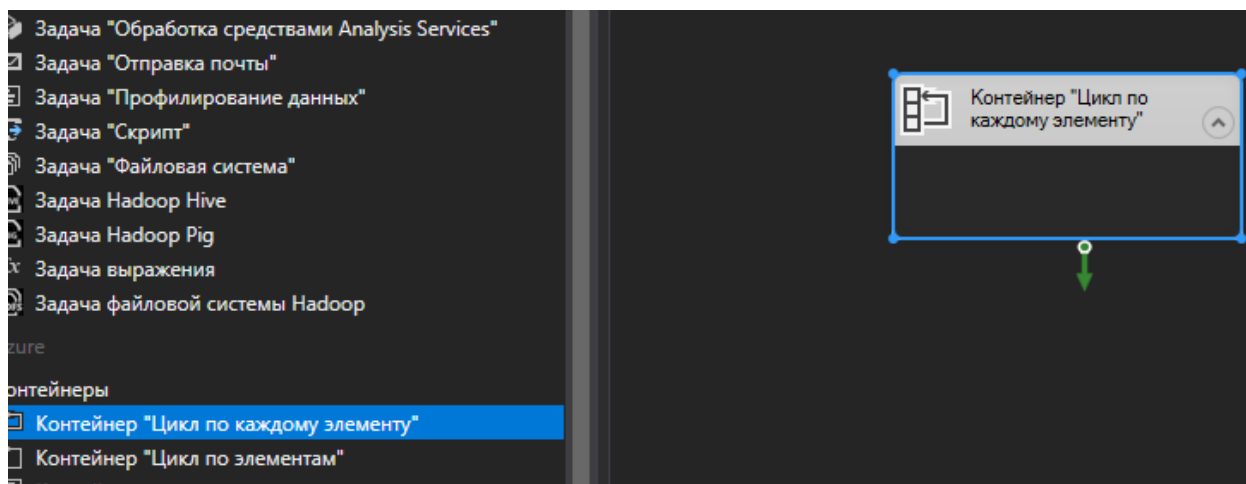 Задача "Обработка средствами Analysis Services"
Задача "Отправка почты"
Задача "Профилирование данных"
Задача "Скрипт"
Задача "Файловая система"
Задача Hadoop Hive
Задача Hadoop Pig
Задача выражения
Задача файловой системы Hadoop
zure
онтейнеры
Контейнер "Цикл по каждому элементу"
Контейнер "Цикл по элементам"
Контейнер "Цикл по
каждому элементу"